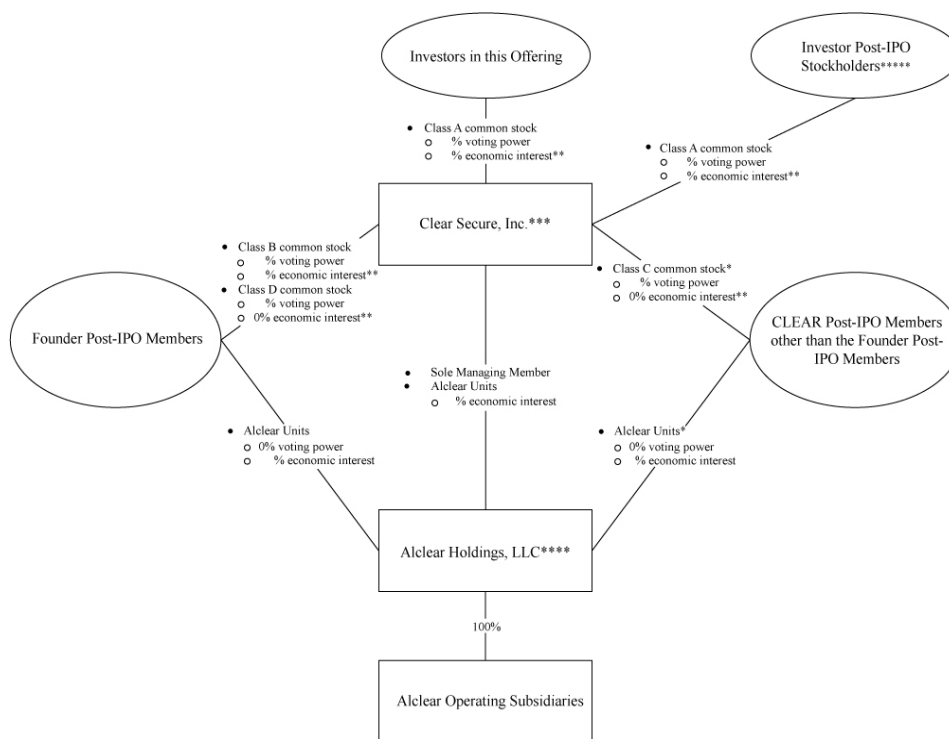 Investors in this Offering
Investor Post-IPO
Stockholders*****
● Class A common stock
○ % voting power
○ % economic interest**
● Class A common stock
○ % voting power
○ % economic interest**
Clear Secure, Inc.***
● Class B common stock
○ % voting power
○ % economic interest**
● Class D common stock
○ % voting power
○ 0% economic interest**
● Class C common stock*
○ % voting power
○ 0% economic interest**
Founder Post-IPO Members
CLEAR Post-IPO Members
other than the Founder Post-
IPO Members
● Sole Managing Member
● Alclear Units
○ % economic interest
● Alclear Units
○ 0% voting power
○ % economic interest
● Alclear Units*
○ 0% voting power
○ % economic interest
Alclear Holdings, LLC****
100%
Alclear Operating Subsidiaries